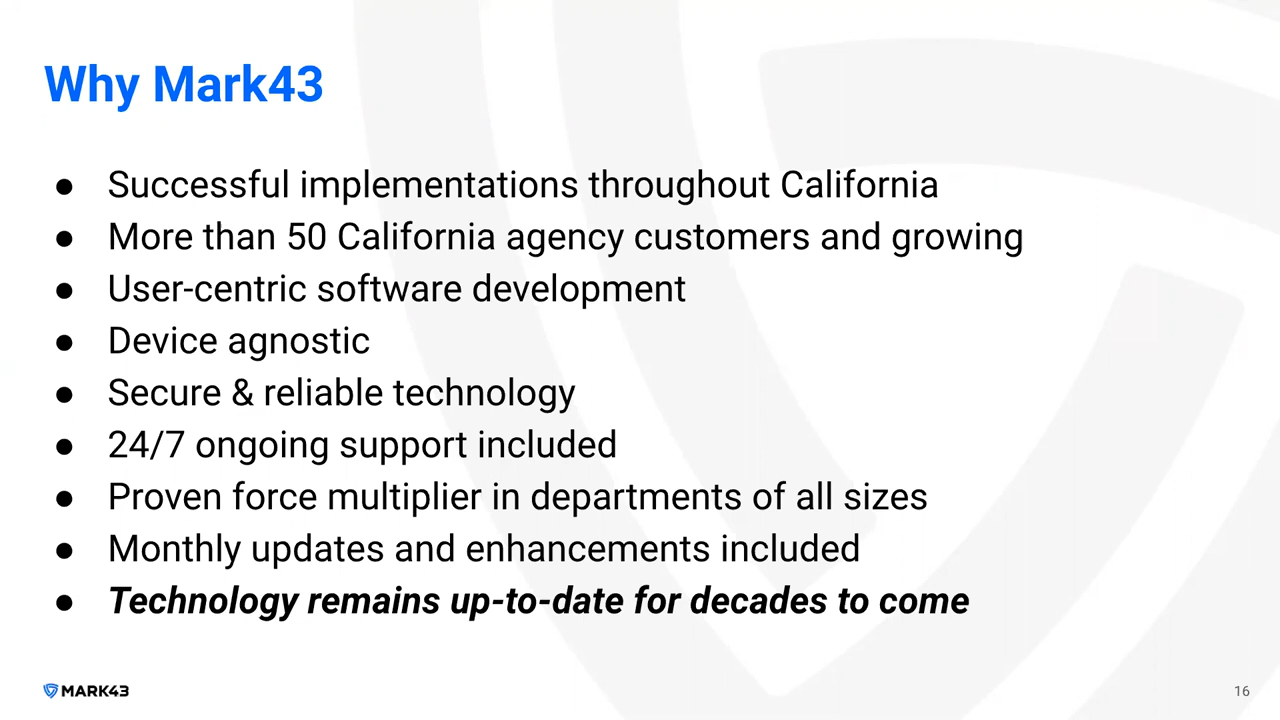 Why Mark43
● Successful implementations throughout California
● More than 50 California agency customers and growing
● User-centric software development
● Device agnostic
● Secure & reliable technology
● 24/7 ongoing support included
● Proven force multiplier in departments of all sizes
● Monthly updates and enhancements included
● Technology remains up-to-date for decades to come
MARK43
16